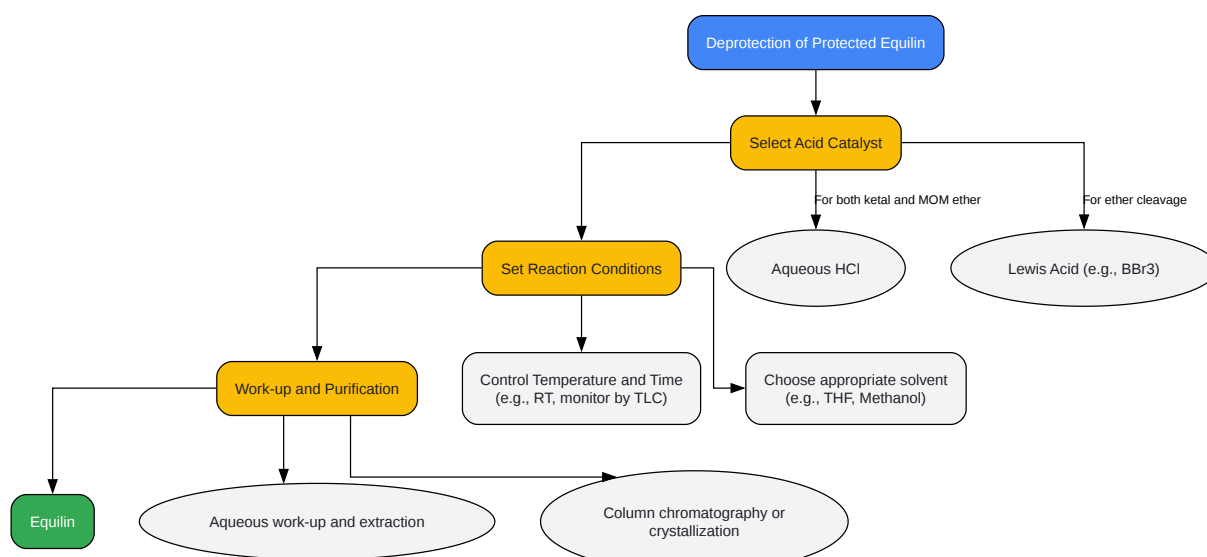 Deprotection of Protected Equilin
Select Acid Catalyst
For both ketal and MOM ether
For ether cleavage
Set Reaction Conditions
Aqueous HCl
Lewis Acid (e.g., BBr3)
Work-up and Purification
Control Temperature and Time
(e.g., RT, monitor by TLC)
Choose appropriate solvent
(e.g., THF, Methanol)
Equilin
Aqueous work-up and extraction
Column chromatography or
crystallization